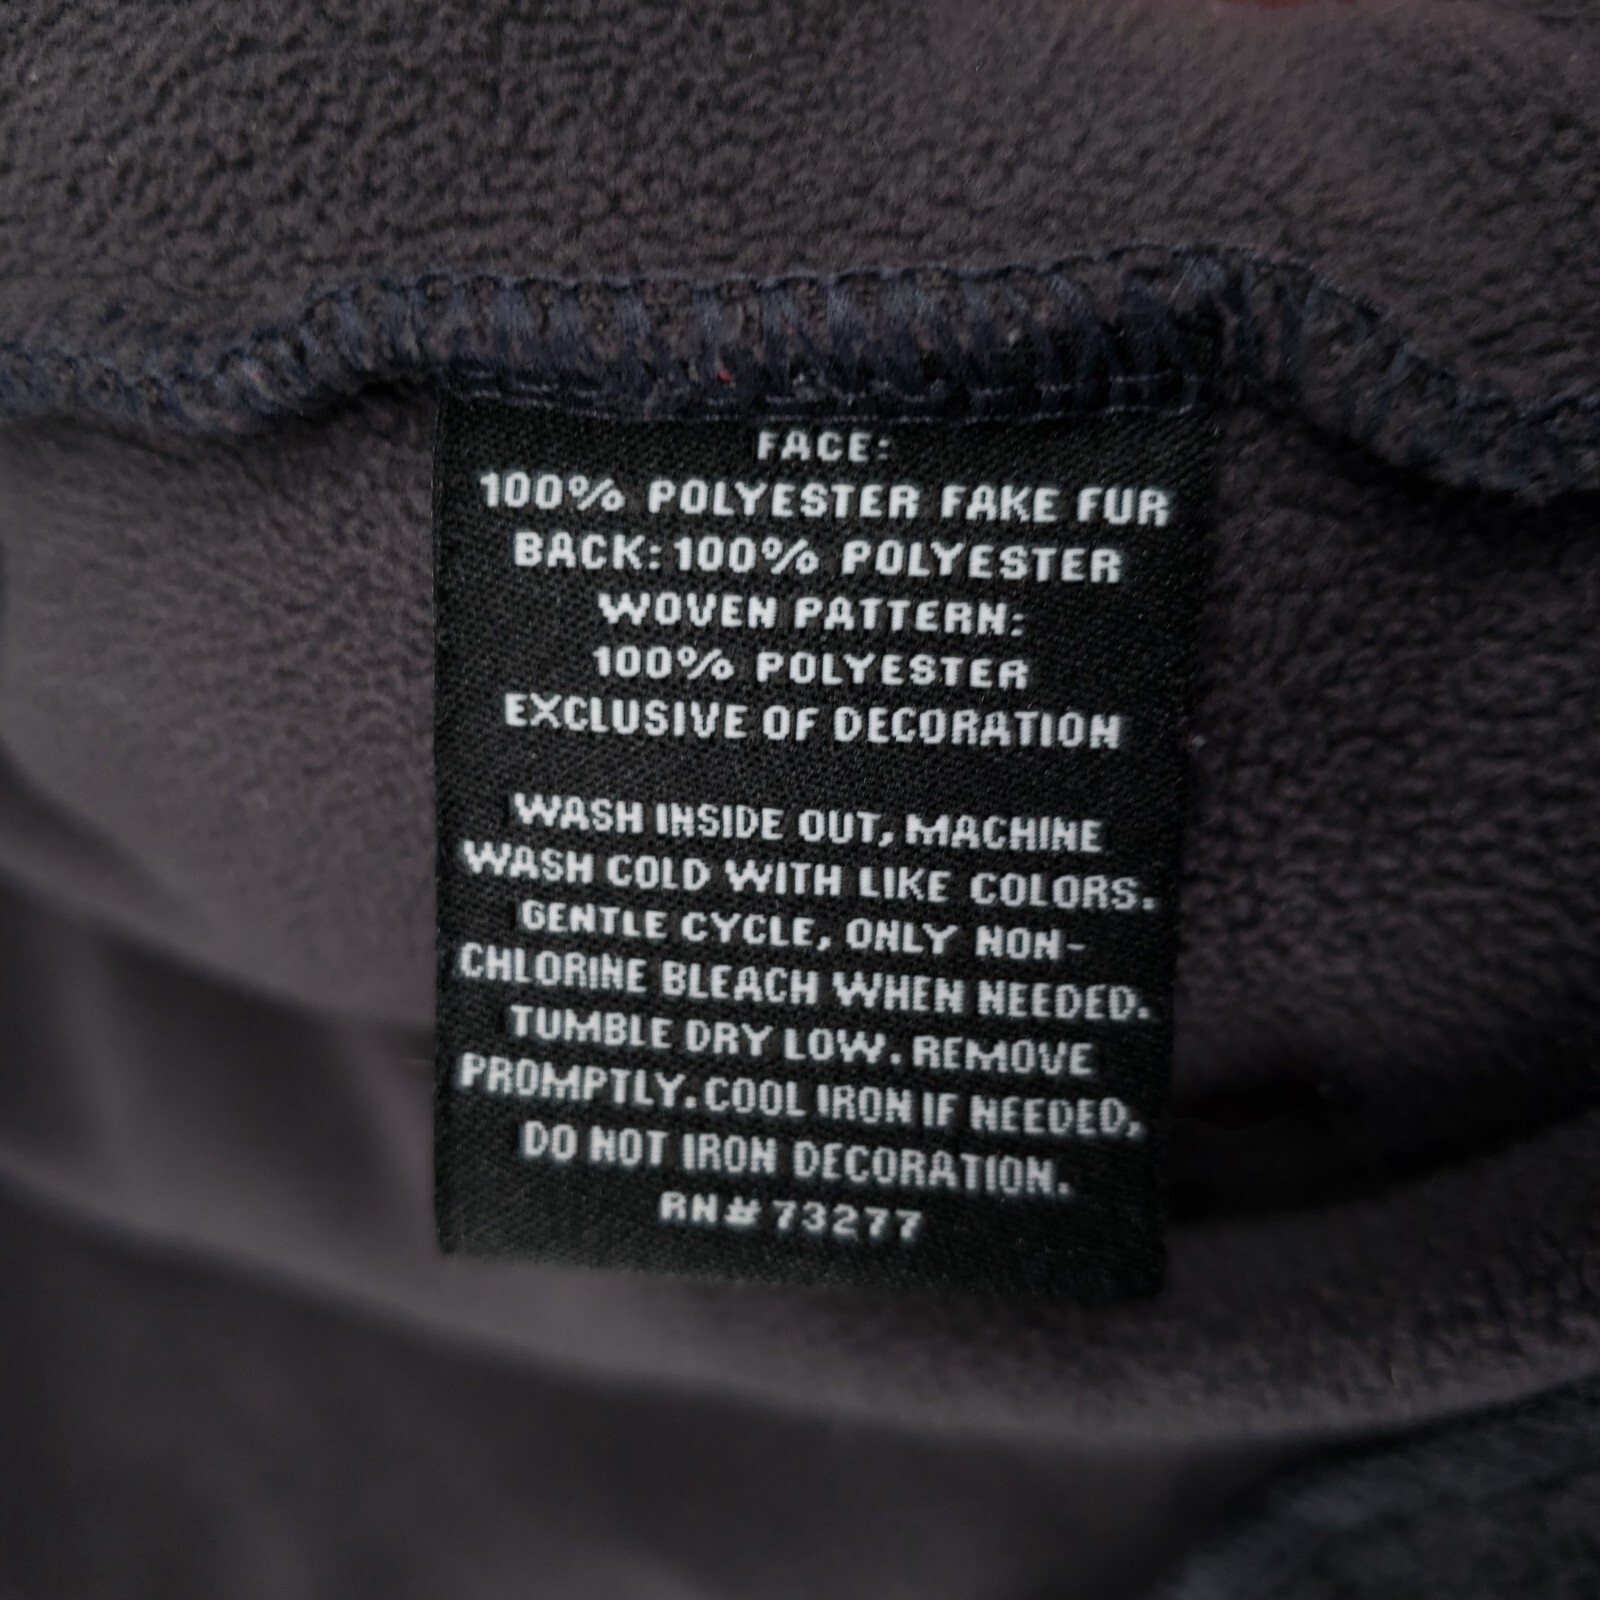 FACE:
100% POLYESTER FAKE FUR
BACK: 100% POLYESTER
WOVEN PATTERN:
100% POLYESTER
EXCLUSIVE OF DECORATION
WASH INSIDE OUT, MACHINE
WASH COLD WITH LIKE COLORS.
GENTLE CYCLE, ONLY NON-
CHLORINE BLEACH WHEN NEEDED.
TUMBLE DRY LOW. REMOVE
PROMPTLY. COOL IRON IF NEEDED,
DO NOT IRON DECORATION.
RN# 73277